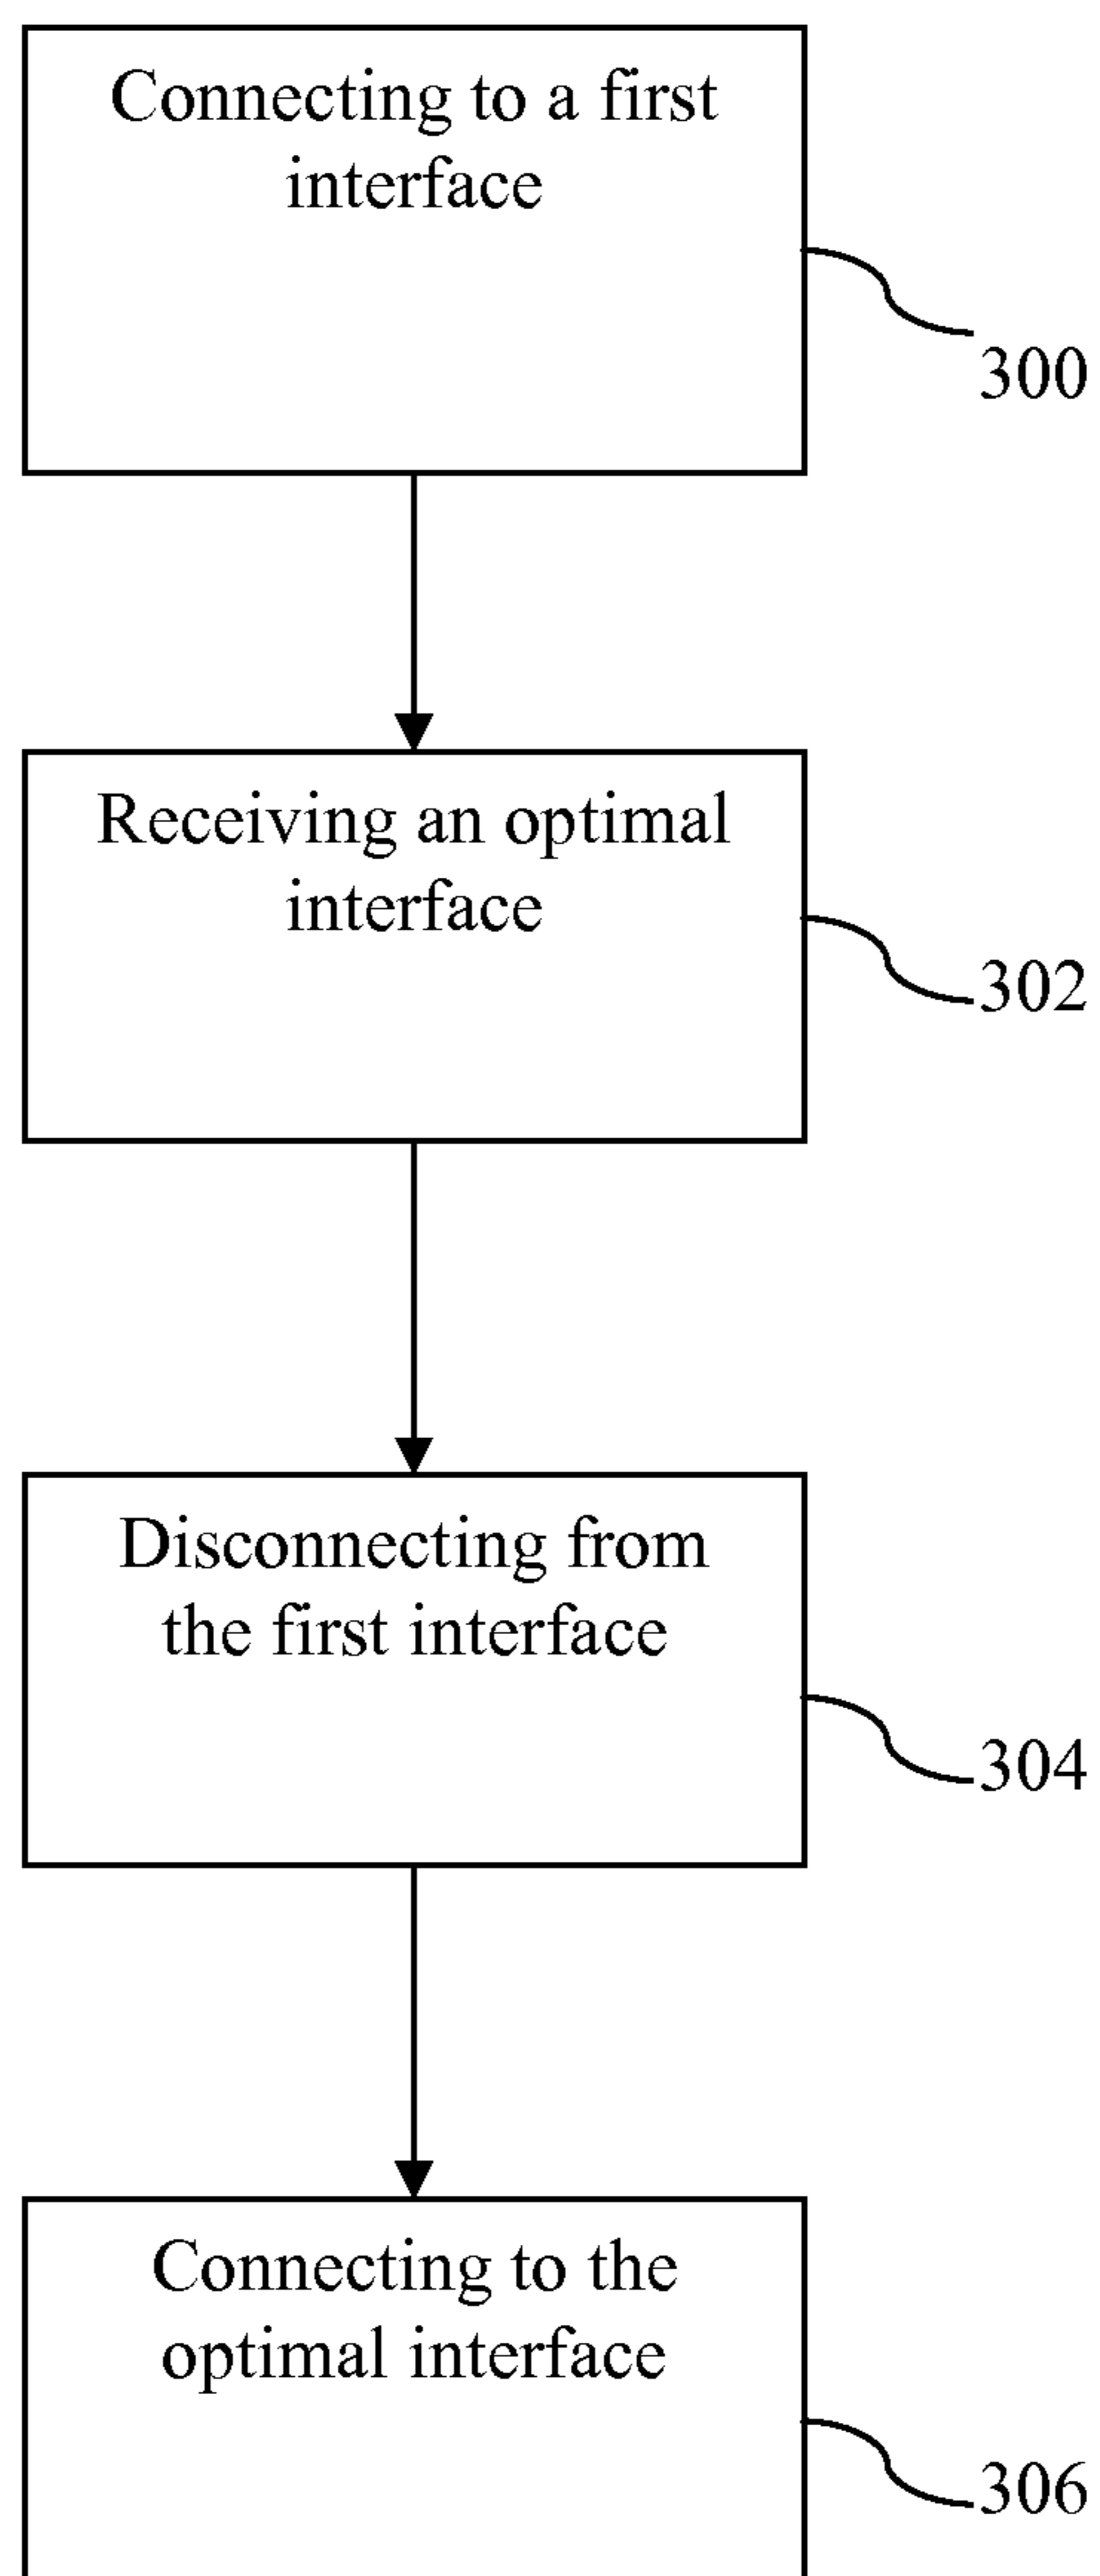 Connecting to a first
interface
300
Receiving an optimal
interface
302
Disconnecting from
the first interface
304
Connecting to the
optimal interface
306